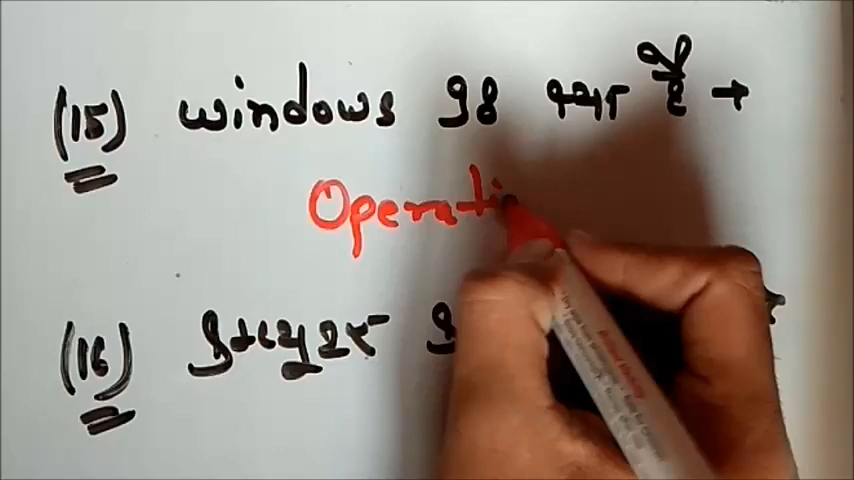 (15) windows 98 क्या है →
Operati
(16) कम्प्यूटर